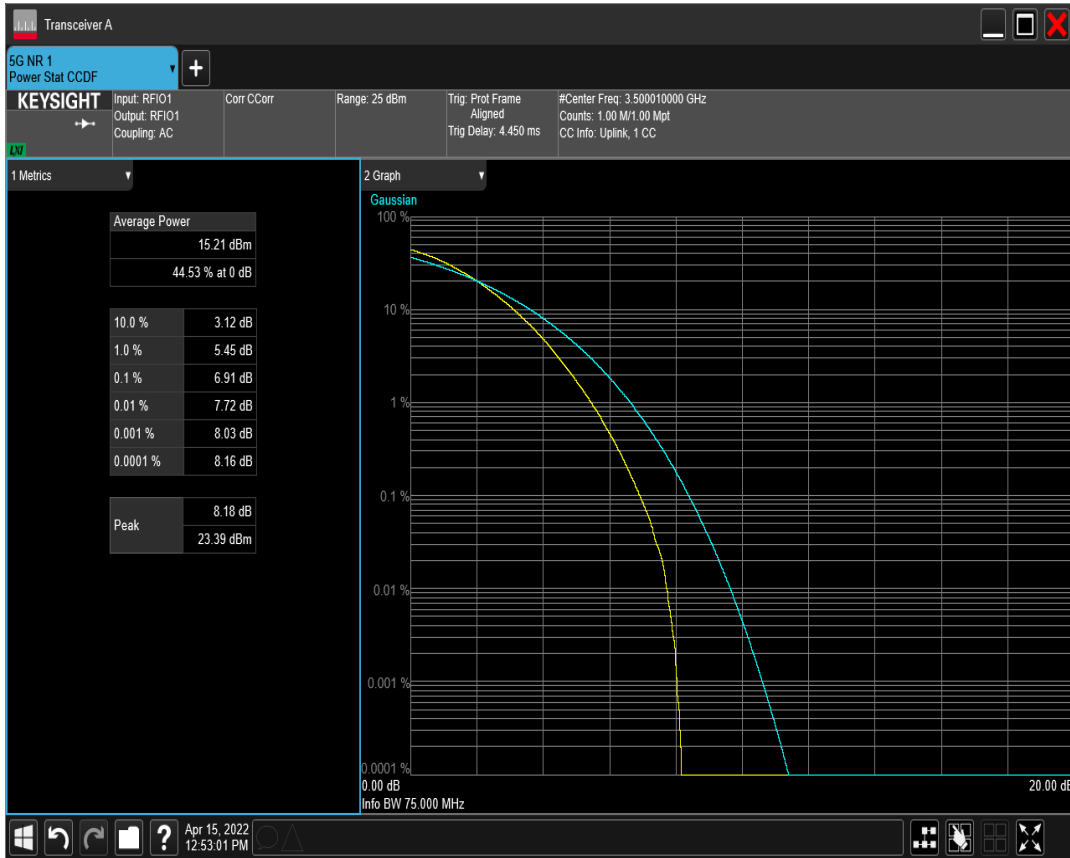 Transceiver A
5G NR 1
Power Stat CCDF
KEYSIGHT
LXI
Input: RFIO1
Output: RFIO1
Coupling: AC
Corr CCorr
Range: 25 dBm
Trig: Prot Frame
Aligned
Trig Delay: 4.450 ms
#Center Freq: 3.500010000 GHz
Counts: 1.00 M/1.00 Mpt
CC Info: Uplink, 1 CC
1 Metrics
Average Power
15.21 dBm
44.53 % at 0 dB
10.0 % 3.12 dB
1.0 % 5.45 dB
0.1 % 6.91 dB
0.01 % 7.72 dB
0.001 % 8.03 dB
0.0001 % 8.16 dB
Peak
8.18 dB
23.39 dBm
2 Graph
Gaussian
100 %
10 %
1 %
0.1 %
0.01 %
0.001 %
0.0001 %
0.00 dB 20.00 dB
Info BW 75.000 MHz
Apr 15, 2022
12:53:01 PM